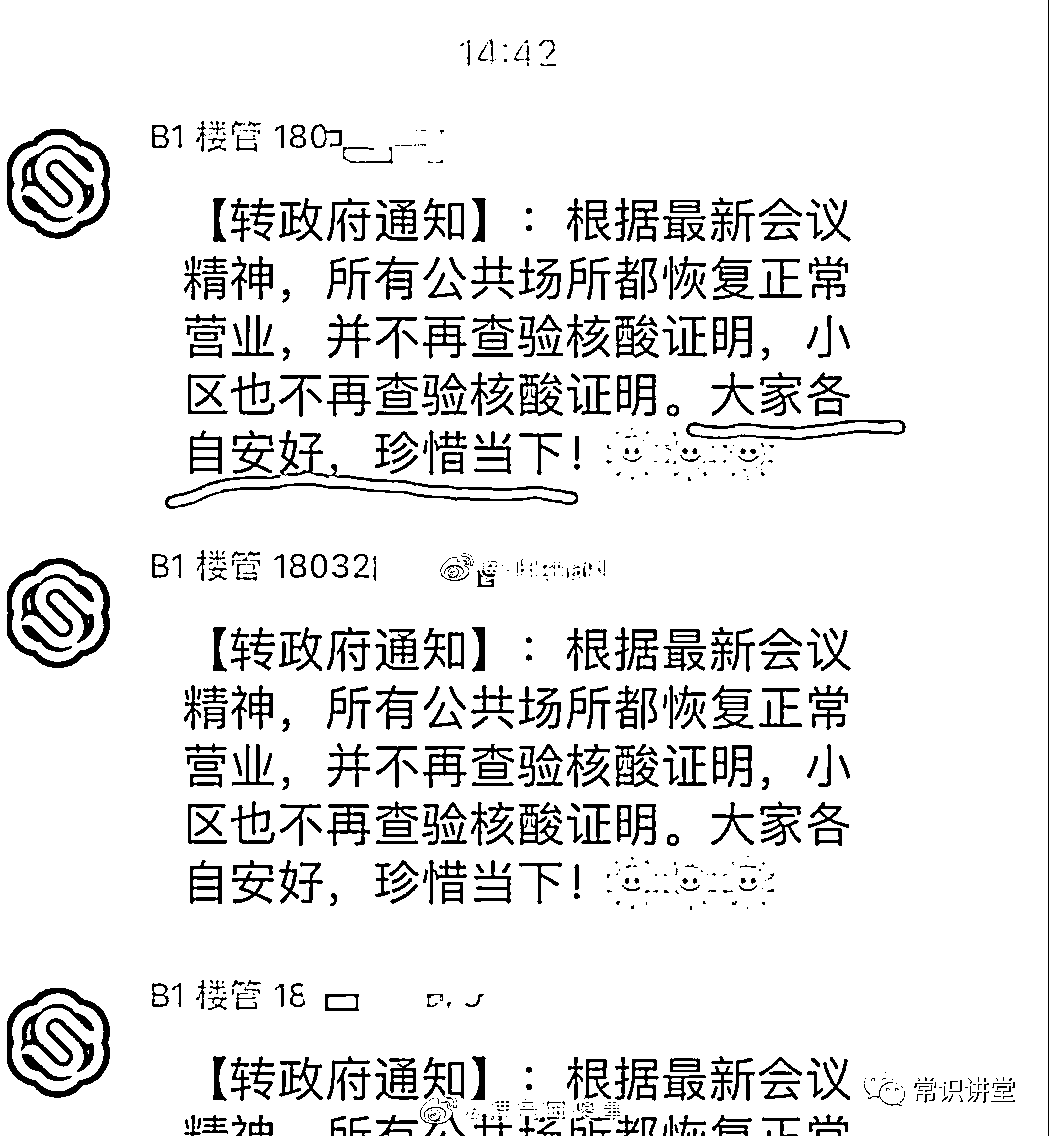 14:42
B1 楼管 180
【转政府通知】：根据最新会议
精神，所有公共场所都恢复正常
营业，并不再查验核酸证明，小
区也不再查验核酸证明。大家各
自安好，珍惜当下！
B1 楼管 18032
【转政府通知】：根据最新会议
精神，所有公共场所都恢复正常
营业，并不再查验核酸证明，小
区也不再查验核酸证明。大家各
自安好，珍惜当下！
B1 楼管 18
【转政府通知】：根据最新会议
常识讲堂
精神，所有公共场所都恢复正常